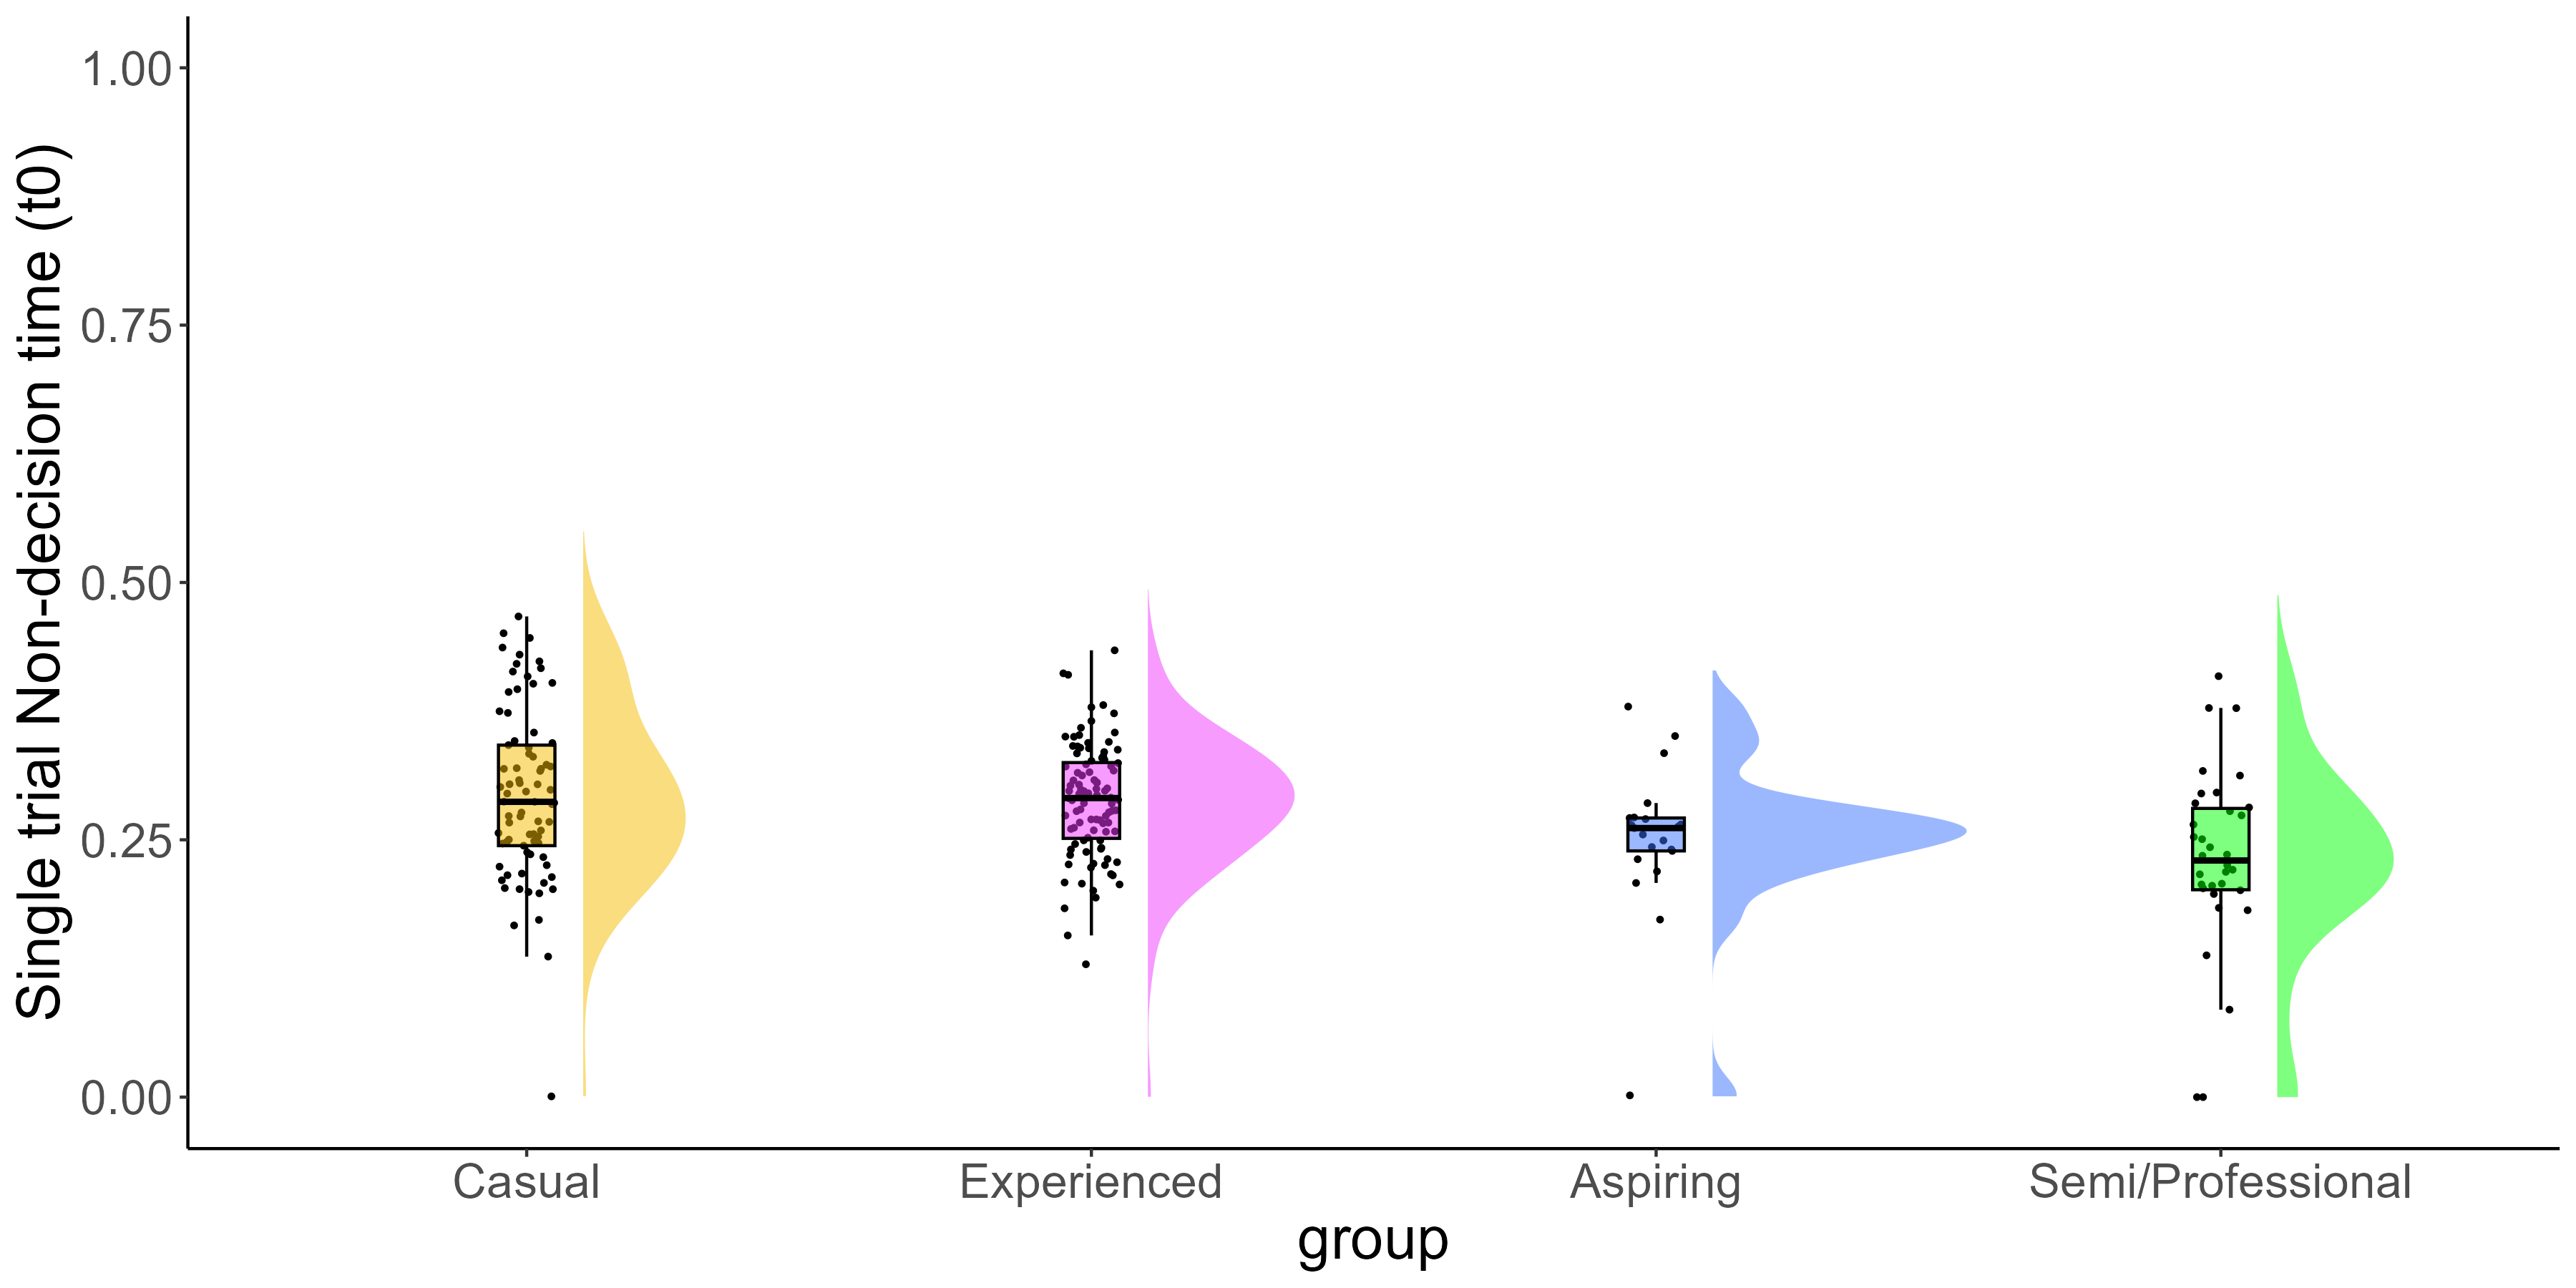 Single trial Non-decision time (t0)
1.00
0.75
0.50
0.25
0.00
Casual
Experienced
Aspiring
Semi/Professional
group